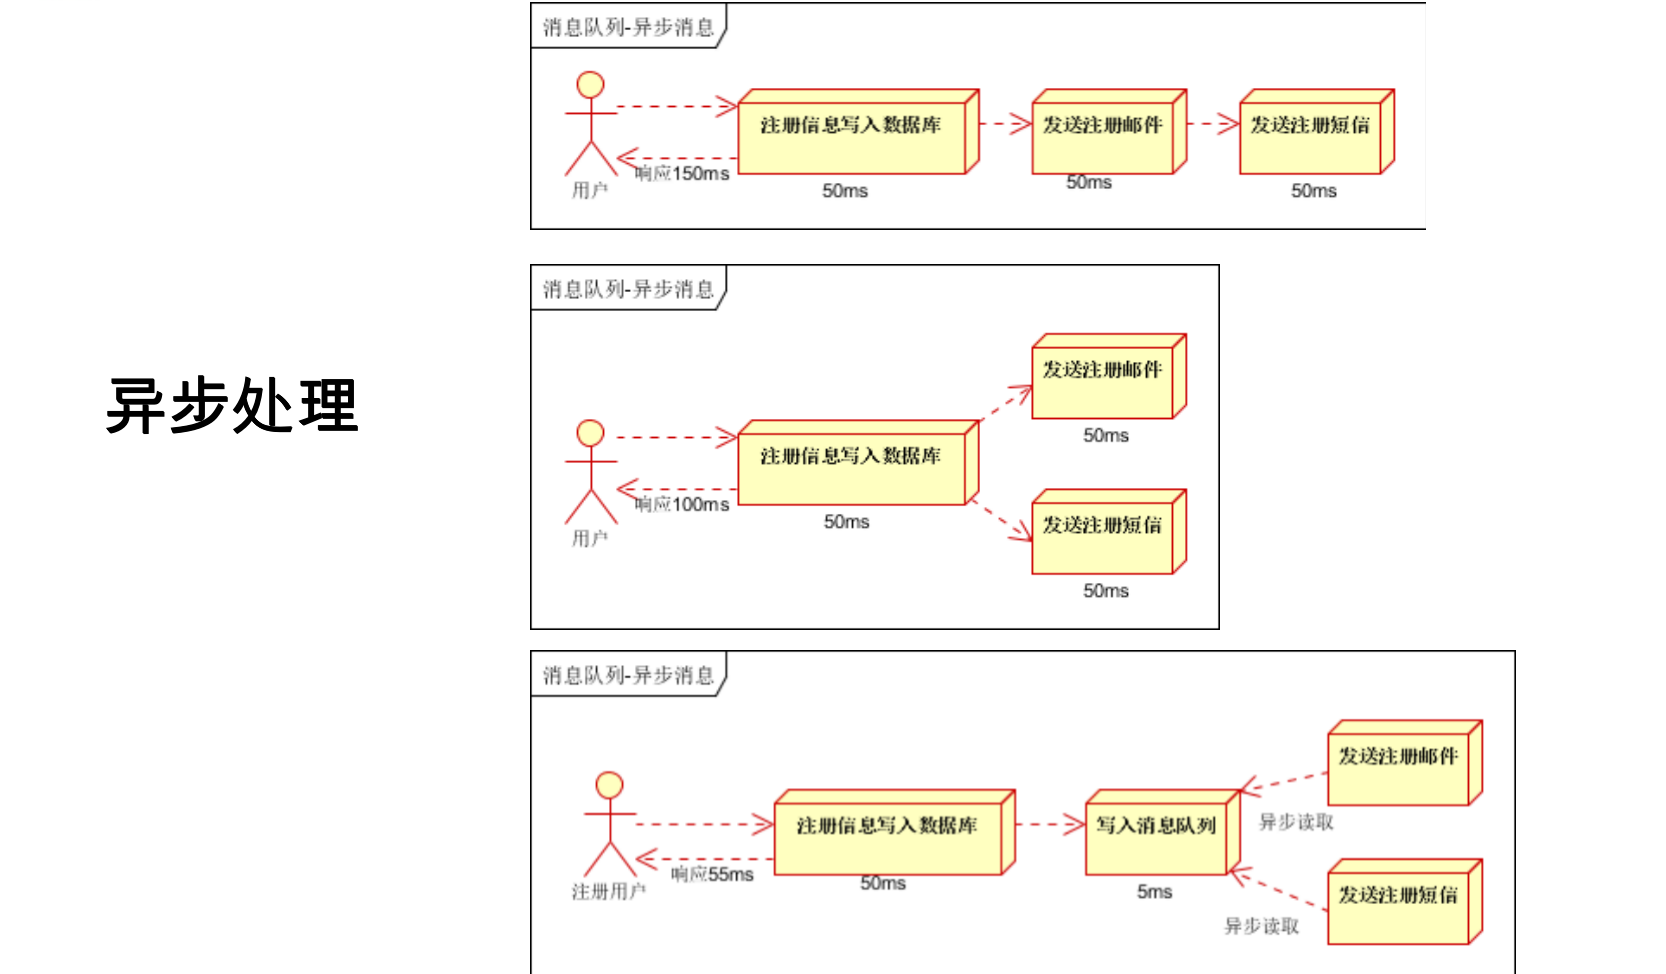 异步处理
消息队列-异步消息
注册信息写入数据库
发送注册邮件
发送注册短信
响应150ms
用户
50ms
50ms
50ms
消息队列-异步消息
发送注册邮件
50ms
注册信息写入数据库
响应100ms
50ms
用户
发送注册短信
50ms
消息队列-异步消息
发送注册邮件
异步读取
注册信息写入数据库
写入消息队列
响应55ms
50ms
5ms
注册用户
发送注册短信
异步读取